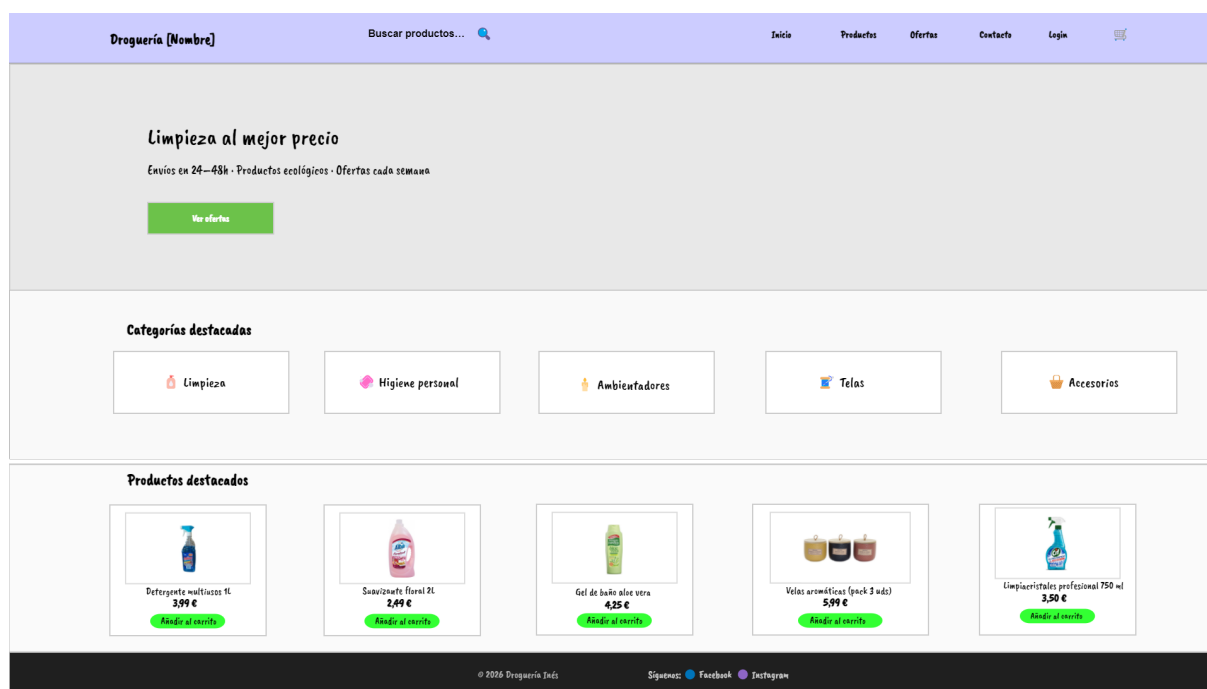 Droguería [Nombre]
Buscar productos...
Inicio
Productos
Ofertas
Contacto
Login
Limpieza al mejor precio
Envíos en 24–48h · Productos ecológicos · Ofertas cada semana
Ver ofertas
Categorías destacadas
Limpieza
Higiene personal
Ambientadores
Telas
Accesorios
Productos destacados
Detergente multiusos 1L
3,99 €
Añadir al carrito
Suavizante floral 2L
2,49 €
Añadir al carrito
Gel de baño aloe vera
4,25 €
Añadir al carrito
Velas aromáticas (pack 3 uds)
5,99 €
Añadir al carrito
Limpiacristales profesional 750 ml
3,50 €
Añadir al carrito
© 2026 Droguería Inés
Síguenos: Facebook Instagram